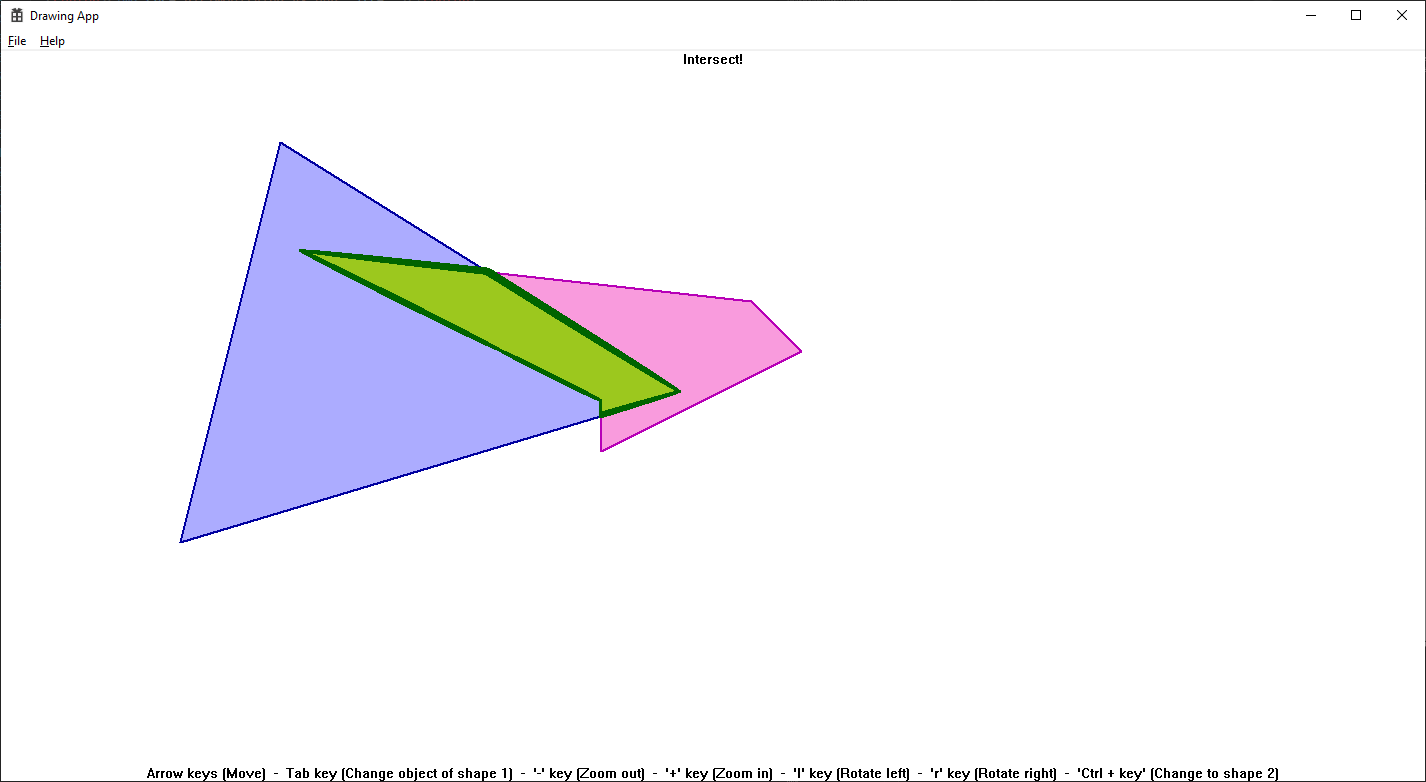 Drawing App
File Help
Intersect!
Arrow keys (Move) - Tab key (Change object of shape 1) - '-' key (Zoom out) - '+' key (Zoom in) - 'l' key (Rotate left) - 'r' key (Rotate right) - 'Ctrl + key' (Change to shape 2)